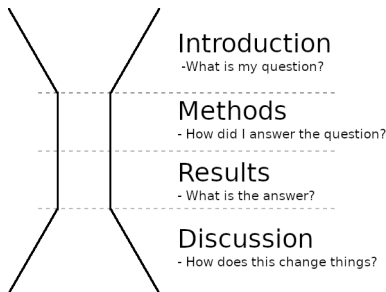 Introduction
-What is my question?
Methods
- How did I answer the question?
Results
- What is the answer?
Discussion
- How does this change things?